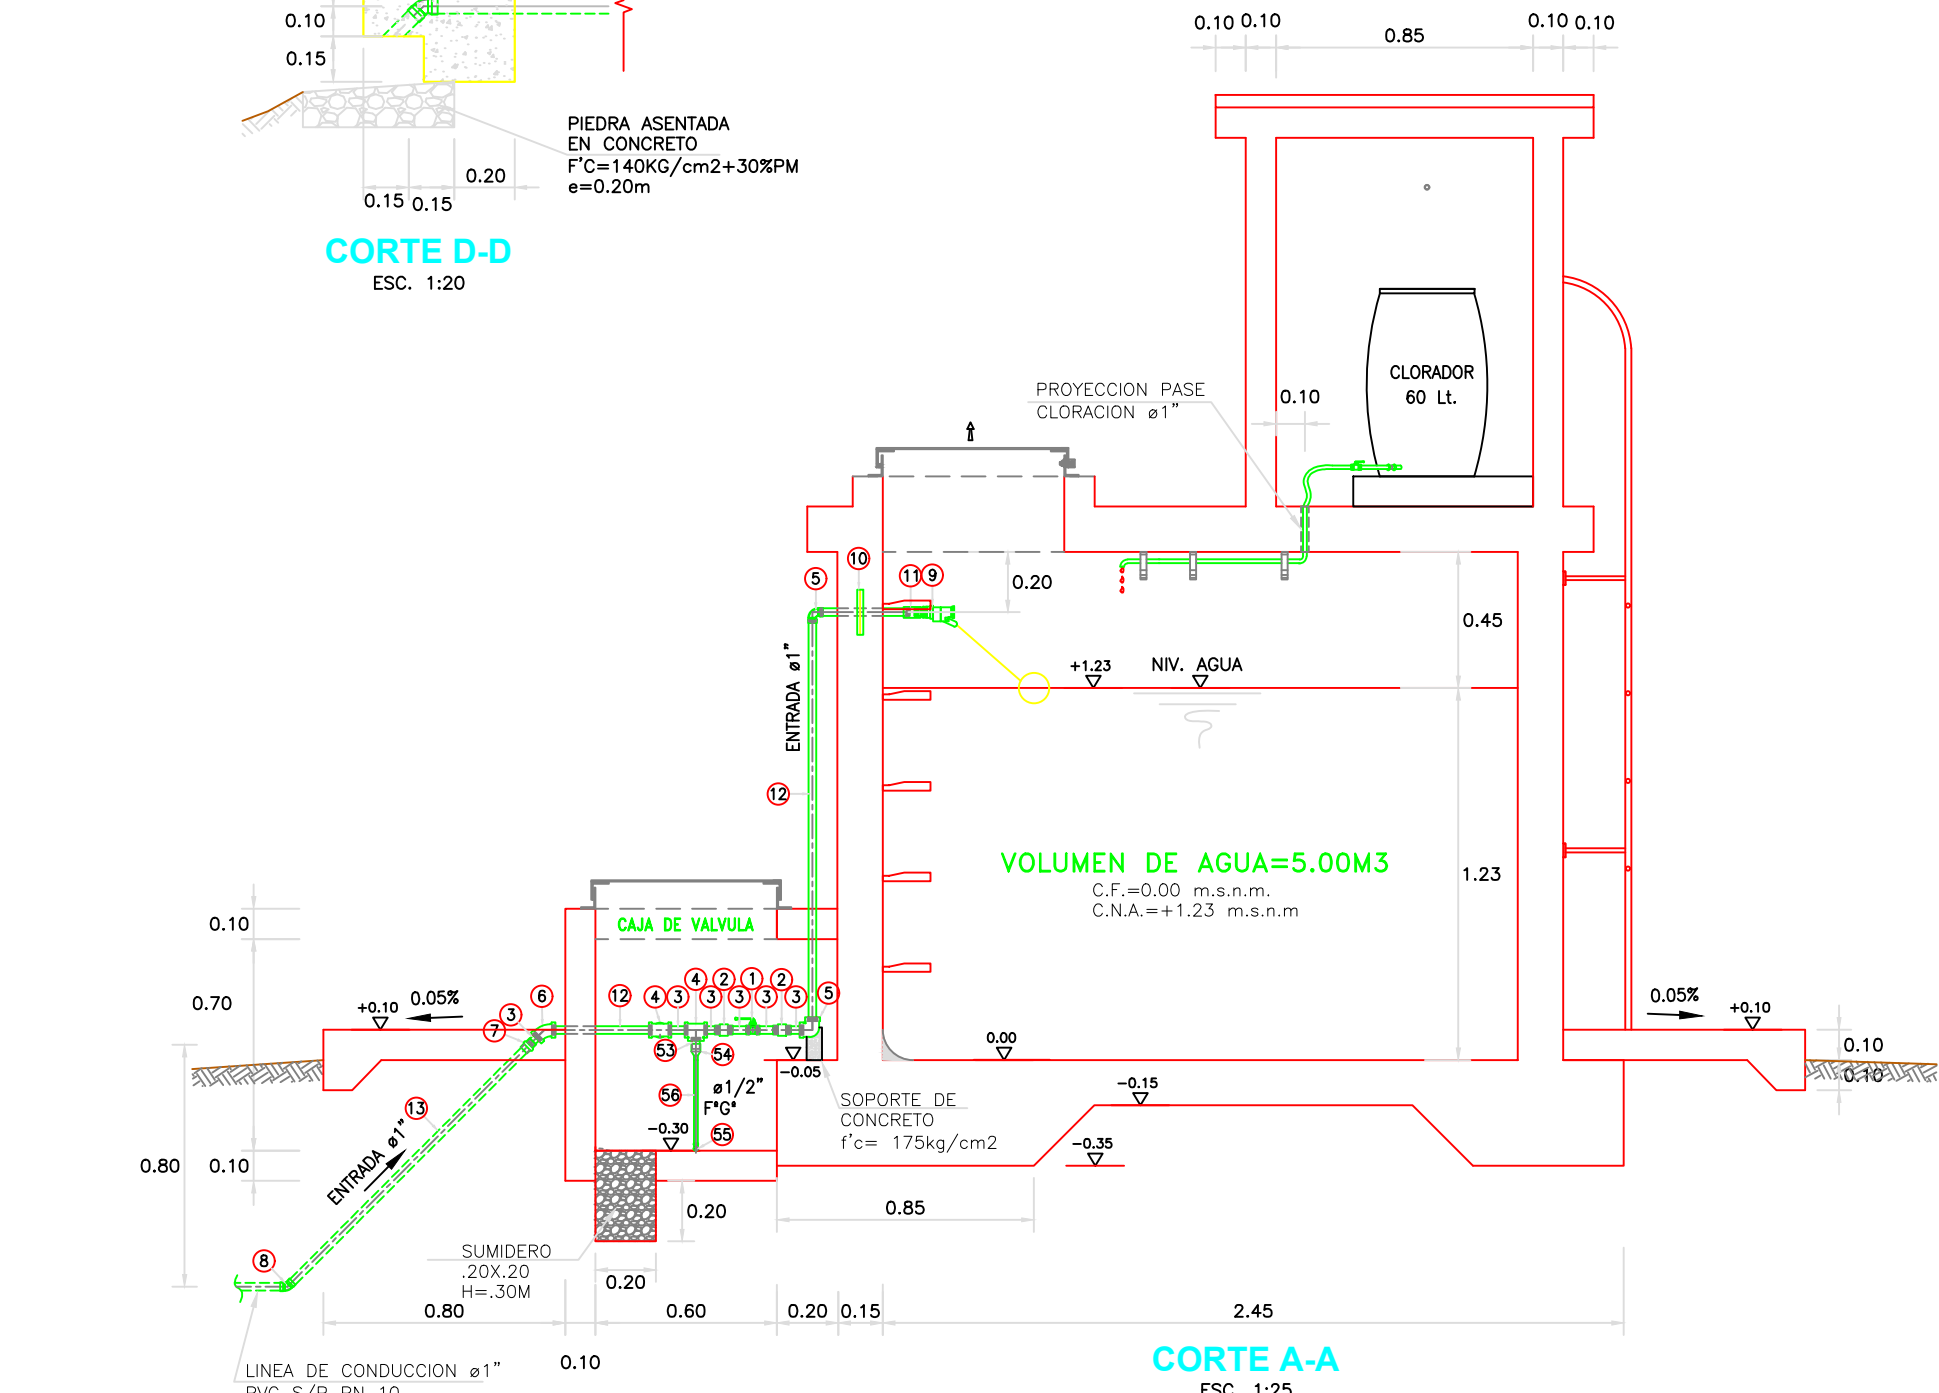 0.10
0.15
PIEDRA ASENTADA
EN CONCRETO
F'C=140KG/cm2+30%PM
e=0.20m
0.20
0.15 0.15
CORTE D-D
ESC. 1:20
0.10 0.10
0.85
0.10 0.10
CLORADOR
60 Lt.
PROYECCION PASE
CLORACION ø1"
0.10
10
5
11
9
0.20
0.45
+1.23
NIV. AGUA
ENTRADA ø1"
12
VOLUMEN DE AGUA=5.00M3
C.F.=0.00 m.s.n.m.
C.N.A.=+1.23 m.s.n.m
1.23
0.10
CAJA DE VALVULA
0.70
+0.10
0.05%
7
3
6
12
4
3
4
3
2
3
1
3
2
3
5
0.05%
+0.10
0.10
0.10
53
54
-0.05
0.00
56
ø1/2"
FºGº
-0.30
55
-0.15
-0.35
SOPORTE DE
CONCRETO
f'c= 175kg/cm2
13
ENTRADA ø1"
0.80
0.10
0.20
0.85
8
SUMIDERO
.20X.20
H=.30M
0.20
0.80
0.60
0.20
0.15
2.45
0.10
LINEA DE CONDUCCION ø1"
PVC S/P PN 10
CORTE A-A
ESC. 1:25